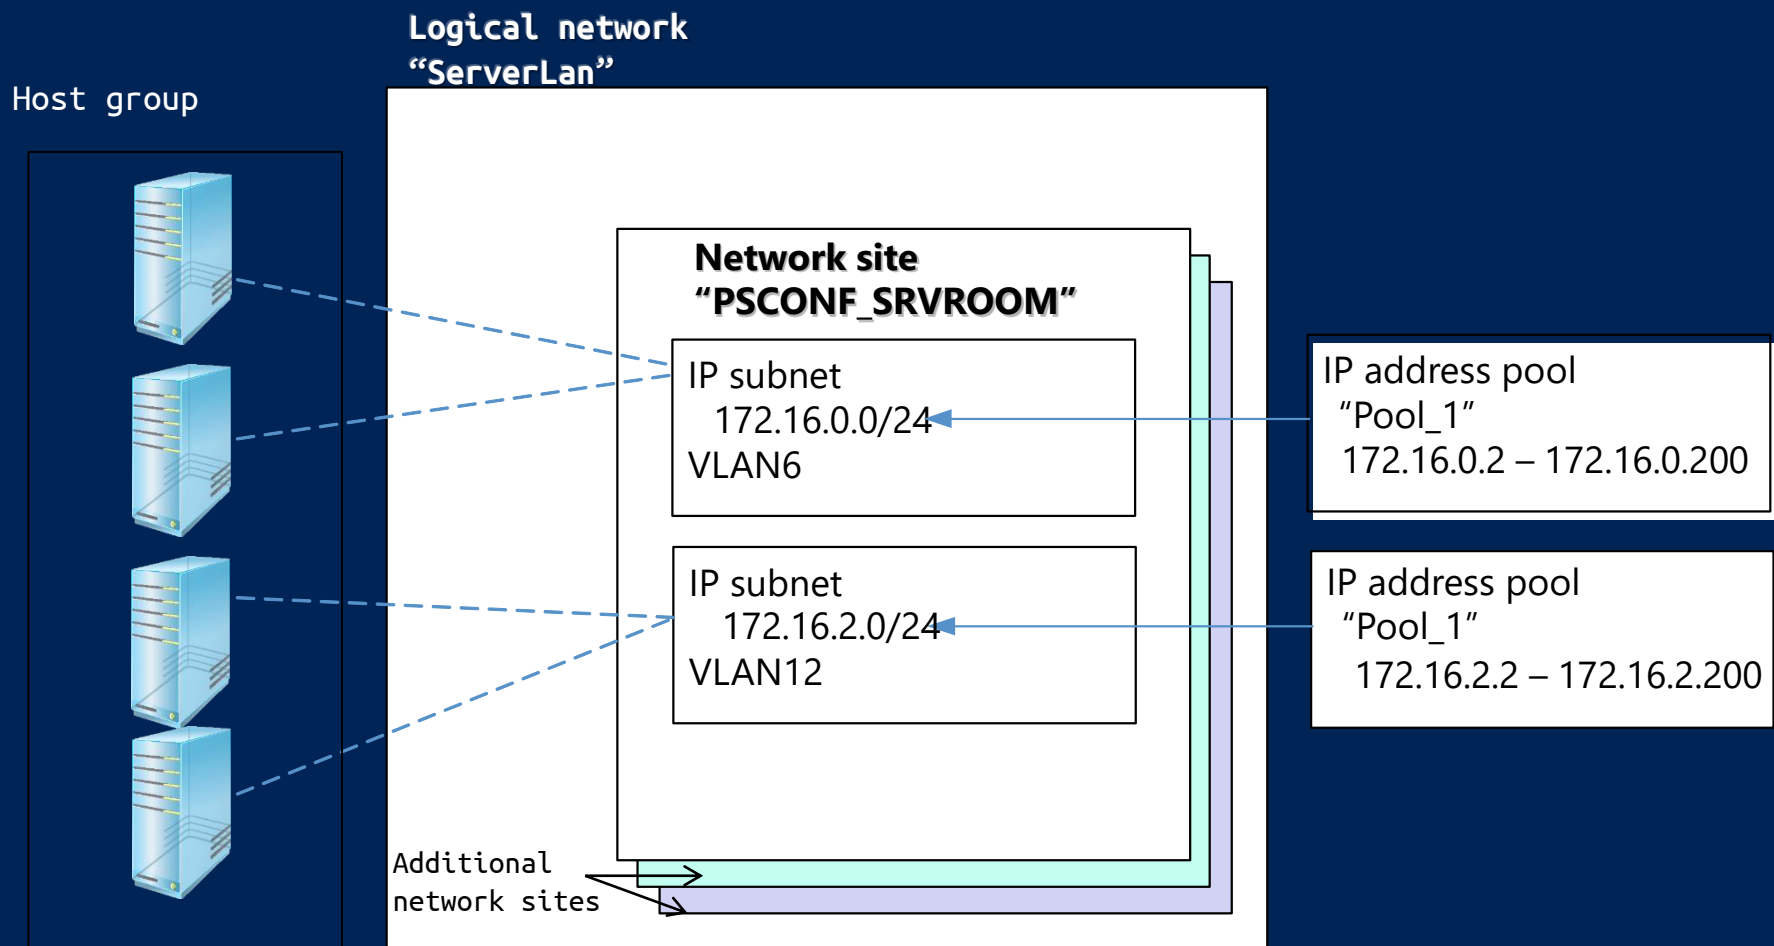 Logical network
“ServerLan”
Host group
Network site
“PSCONF_SRVROOM”
IP subnet
172.16.0.0/24
VLAN6
IP address pool
“Pool_1”
172.16.0.2 – 172.16.0.200
IP subnet
172.16.2.0/24
VLAN12
IP address pool
“Pool_1”
172.16.2.2 – 172.16.2.200
Additional
network sites